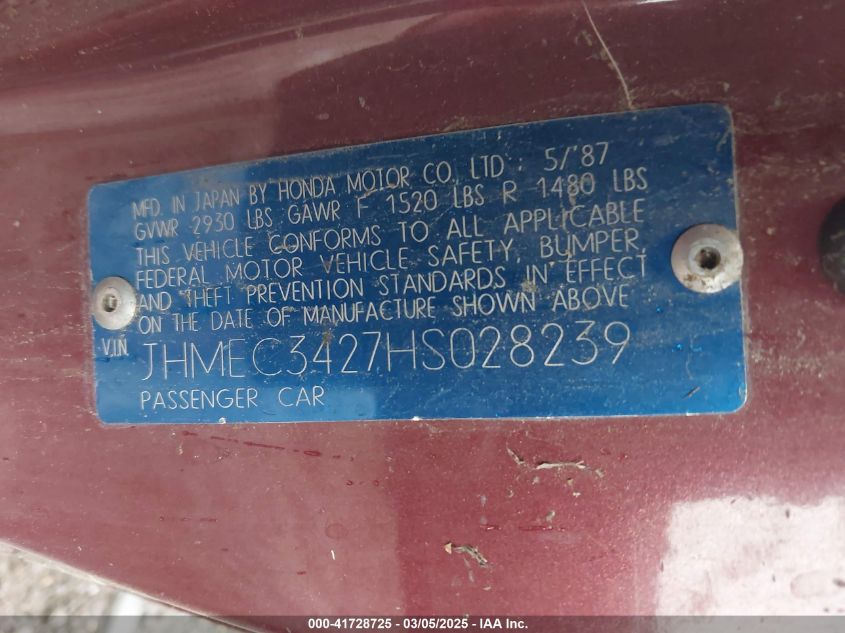 MFD. IN JAPAN BY HONDA MOTOR CO., LTD : 5/'87
GVWR 2930 LBS GAWR F 1520 LBS R 1480 LBS
THIS VEHICLE CONFORMS TO ALL APPLICABLE
FEDERAL MOTOR VEHICLE SAFETY, BUMPER,
AND THEFT PREVENTION STANDARDS IN EFFECT
ON THE DATE OF MANUFACTURE SHOWN ABOVE
V.I.N. JHMEC3427HS028239
PASSENGER CAR
000-41728725 — 03/05/2025 — IAA Inc.